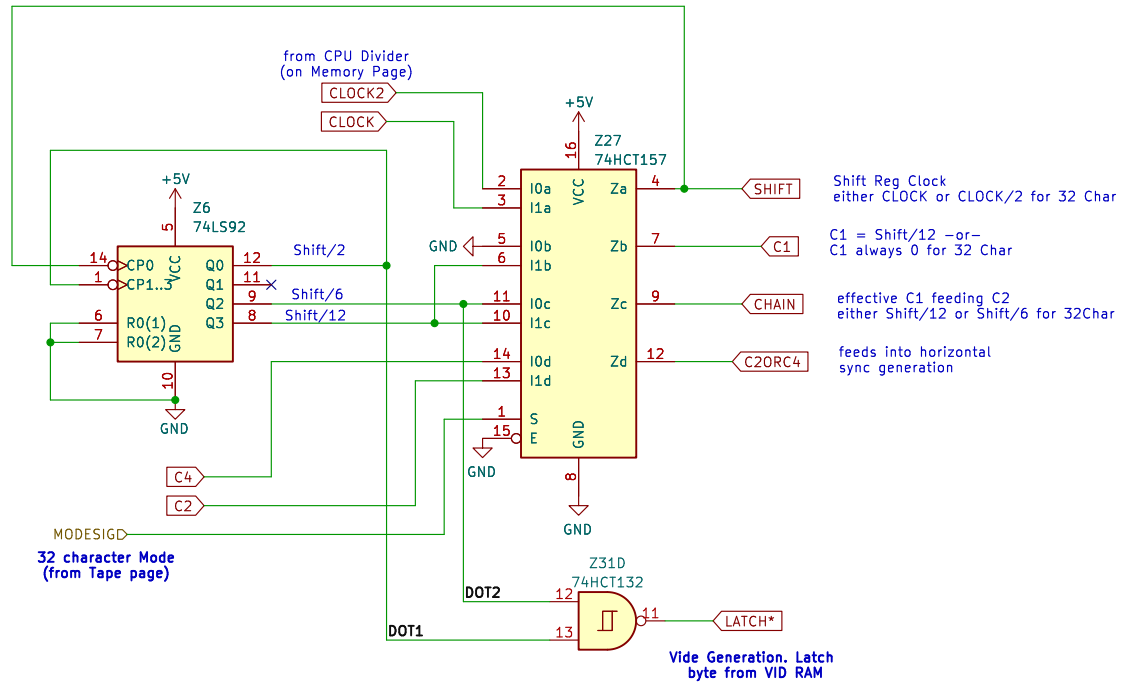 from CPU Divider
(on Memory Page)
CLOCK2
CLOCK
+5V
16
Z27
74HCT157
VCC
2
I0a
3
I1a
5
I0b
GND
6
I1b
11
I0c
10
I1c
14
I0d
13
I1d
1
S
15
E
GND
GND
8
GND
Za
4
SHIFT
Shift Reg Clock
either CLOCK or CLOCK/2 for 32 Char
Zb
7
C1
C1 = Shift/12 -or-
C1 always 0 for 32 Char
Zc
9
CHAIN
effective C1 feeding C2
either Shift/12 or Shift/6 for 32Char
Zd
12
C2ORC4
feeds into horizontal
sync generation
+5V
5
Z6
74LS92
VCC
14
CP0
1
CP1..3
6
R0(1)
7
R0(2)
GND
10
GND
Q0
12
Shift/2
Q1
11
Q2
9
Shift/6
Q3
8
Shift/12
C4
C2
MODESIG
32 character Mode
(from Tape page)
Z31D
74HCT132
DOT2
12
DOT1
13
11
LATCH*
Vide Generation. Latch
byte from VID RAM